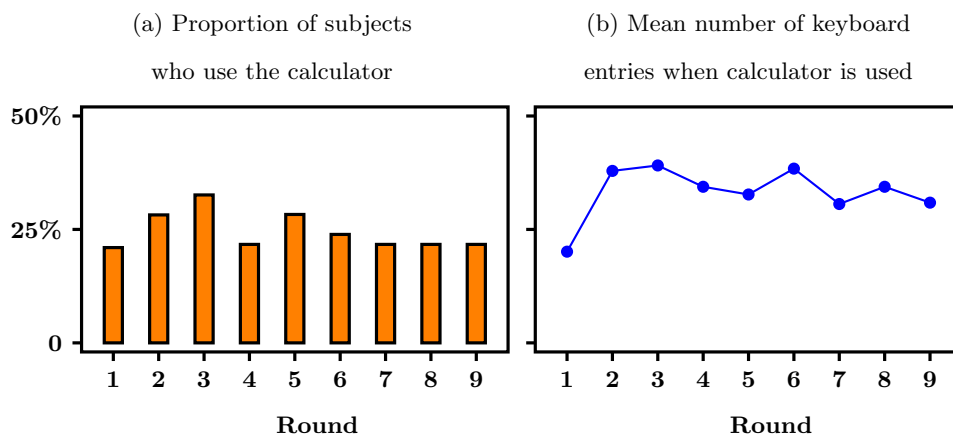 (a) Proportion of subjects
who use the calculator
(b) Mean number of keyboard
entries when calculator is used
50%
25%
0
1 2 3 4 5 6 7 8 9
Round
1 2 3 4 5 6 7 8 9
Round